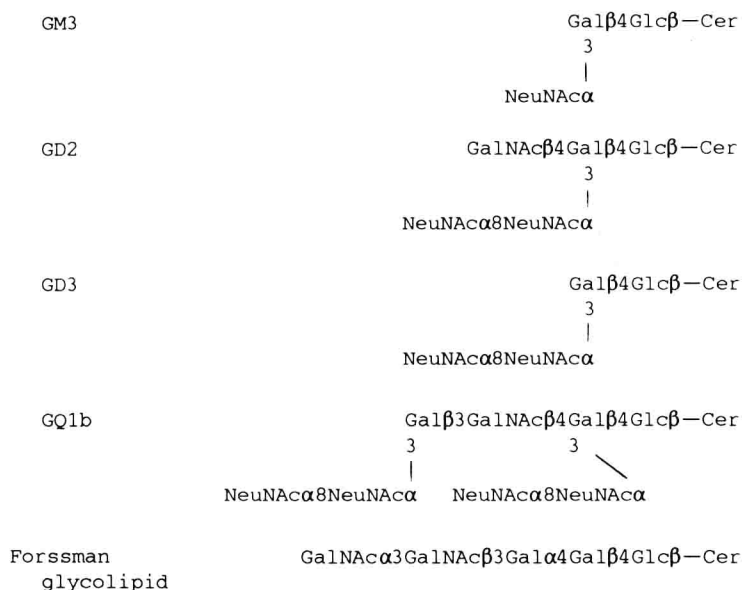 GM3 Galβ4Glcβ—Cer
3
|
NeuNAcα
GD2 GalNAcβ4Galβ4Glcβ—Cer
3
|
NeuNAcα8NeuNAcα
GD3 Galβ4Glcβ—Cer
3
|
NeuNAcα8NeuNAcα
GQ1b Galβ3GalNAcβ4Galβ4Glcβ—Cer
3 3
| \
NeuNAcα8NeuNAcα NeuNAcα8NeuNAcα
Forssman GalNAcα3GalNAcβ3Galα4Galβ4Glcβ—Cer
glycolipid